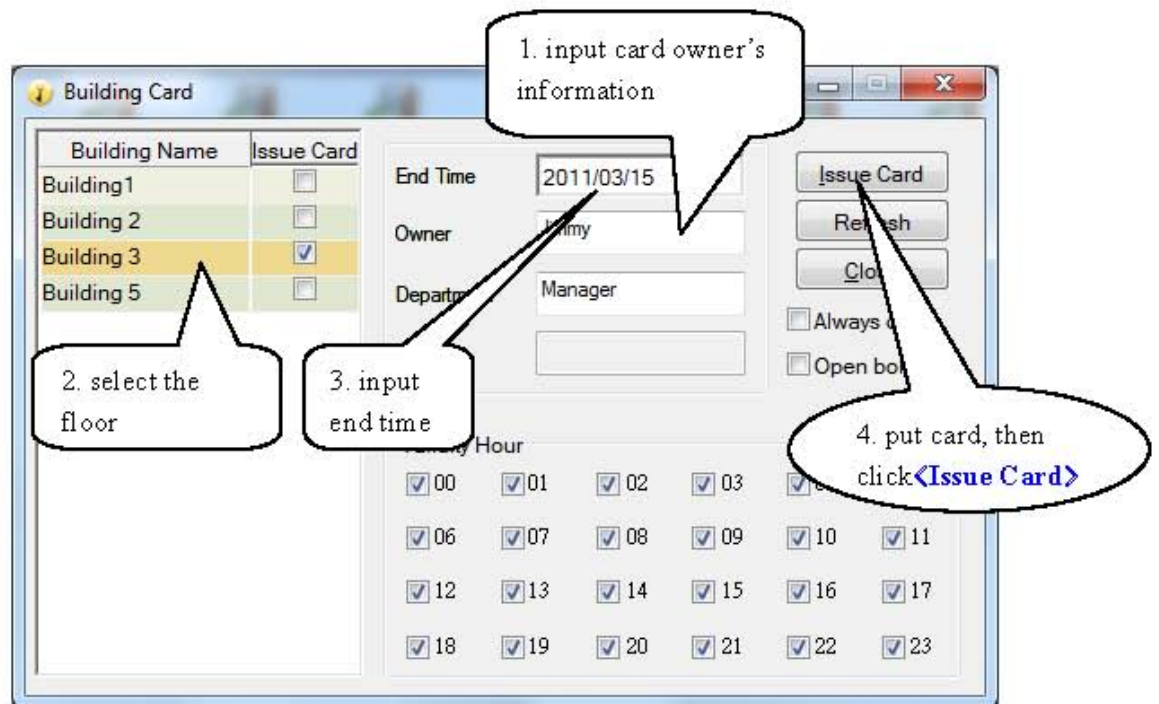 1. input card owner's
information
Building Card
Building Name Issue Card
Building1
Building 2
Building 3
Building 5
End Time 2011/03/15
Owner
Manager
Issue Card
Always
Open
2. select the
floor
3. input
end time
4. put card, then
click<Issue Card>
Hour
00 01 02 03
06 07 08 09 10 11
12 13 14 15 16 17
18 19 20 21 22 23